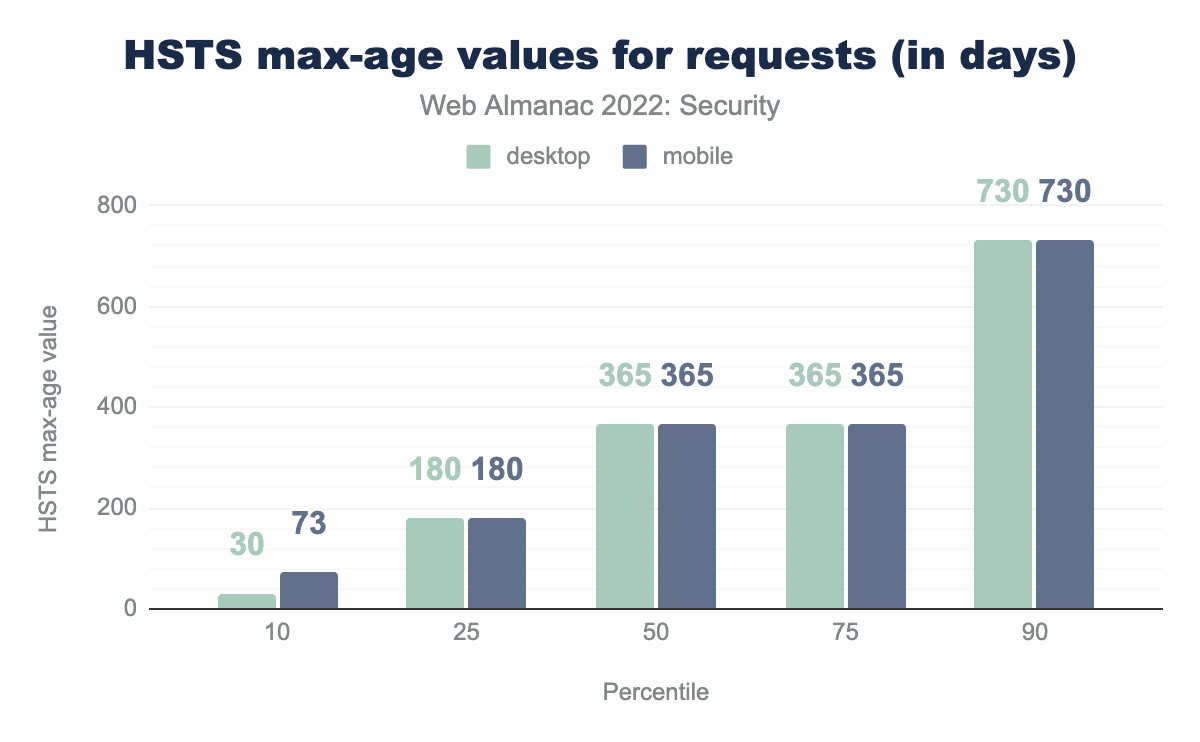 HSTS max-age values for requests (in days)
Web Almanac 2022: Security
desktop mobile
HSTS max-age value
800
600
400
200
0
30 73
180 180
365 365
365 365
730 730
10 25 50 75 90
Percentile